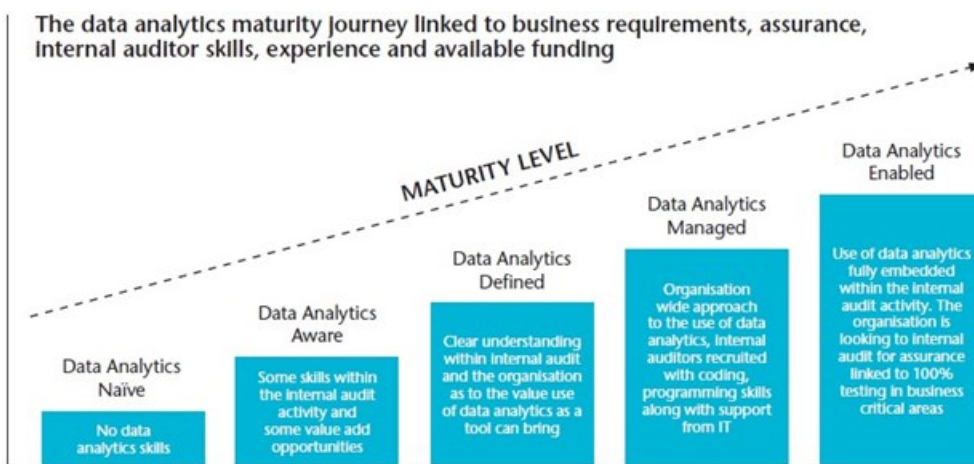 The data analytics maturity journey linked to business requirements, assurance,
internal auditor skills, experience and available funding
MATURITY LEVEL
Data Analytics
Naïve
No data
analytics skills
Data Analytics
Aware
Some skills within
the internal audit
activity and
some value add
opportunities
Data Analytics
Defined
Clear understanding
within internal audit
and the organisation
as to the value use
of data analytics as a
tool can bring
Data Analytics
Managed
Organisation
wide approach
to the use of data
analytics, internal
auditors recruited
with coding,
programming skills
along with support
from IT
Data Analytics
Enabled
Use of data analytics
fully embedded
within the internal
audit activity. The
organisation is
looking to internal
audit for assurance
linked to 100%
testing in business
critical areas